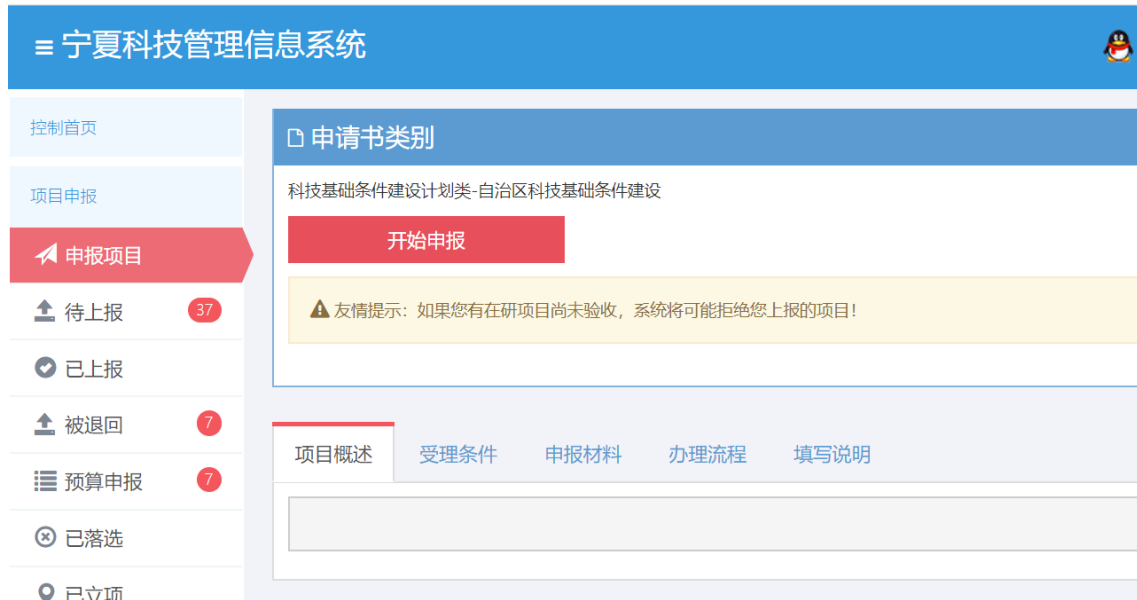 宁夏科技管理信息系统
控制首页
项目申报
申报项目
待上报 37
已上报
被退回 7
预算申报 7
已落选
已立项
申请书类别
科技基础条件建设计划类-自治区科技基础条件建设
开始申报
友情提示：如果您有在研项目尚未验收，系统将可能拒绝您上报的项目！
项目概述 受理条件 申报材料 办理流程 填写说明